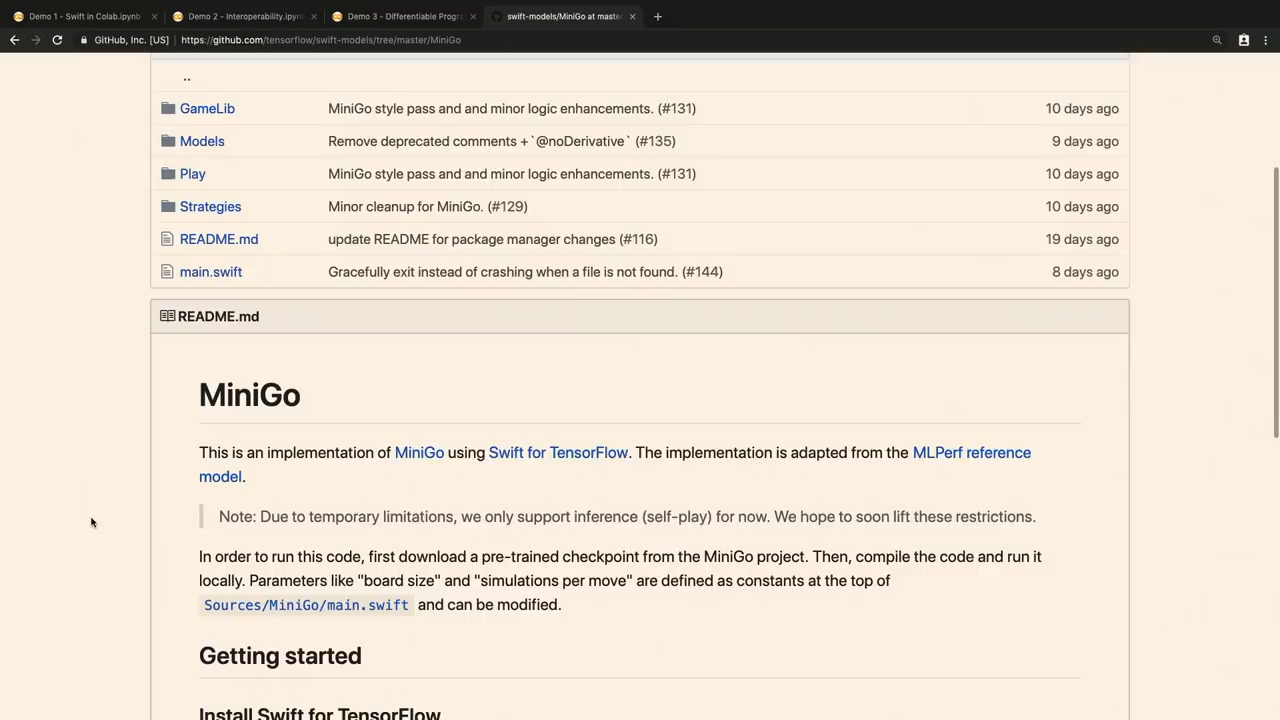 Demo 1 - Swift in Colab.ipynb
Demo 2 - Interoperability.ipyn
Demo 3 - Differentiable Progr
swift-models/MiniGo at maste
GitHub, Inc. [US]
https://github.com/tensorflow/swift-models/tree/master/MiniGo
..
GameLib MiniGo style pass and and minor logic enhancements. (#131) 10 days ago
Models Remove deprecated comments + `@noDerivative` (#135) 9 days ago
Play MiniGo style pass and and minor logic enhancements. (#131) 10 days ago
Strategies Minor cleanup for MiniGo. (#129) 10 days ago
README.md update README for package manager changes (#116) 19 days ago
main.swift Gracefully exit instead of crashing when a file is not found. (#144) 8 days ago
README.md
MiniGo
This is an implementation of MiniGo using Swift for TensorFlow. The implementation is adapted from the MLPerf reference
model.
Note: Due to temporary limitations, we only support inference (self-play) for now. We hope to soon lift these restrictions.
In order to run this code, first download a pre-trained checkpoint from the MiniGo project. Then, compile the code and run it
locally. Parameters like "board size" and "simulations per move" are defined as constants at the top of
Sources/MiniGo/main.swift and can be modified.
Getting started
Install Swift for TensorFlow